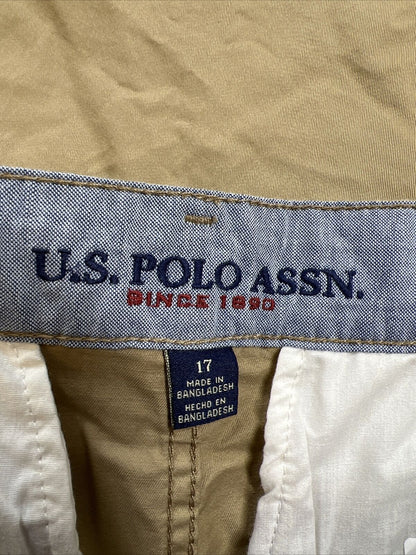 U.S. POLO ASSN.
SINCE 1890
17
MADE IN
BANGLADESH
HECHO EN
BANGLADESH